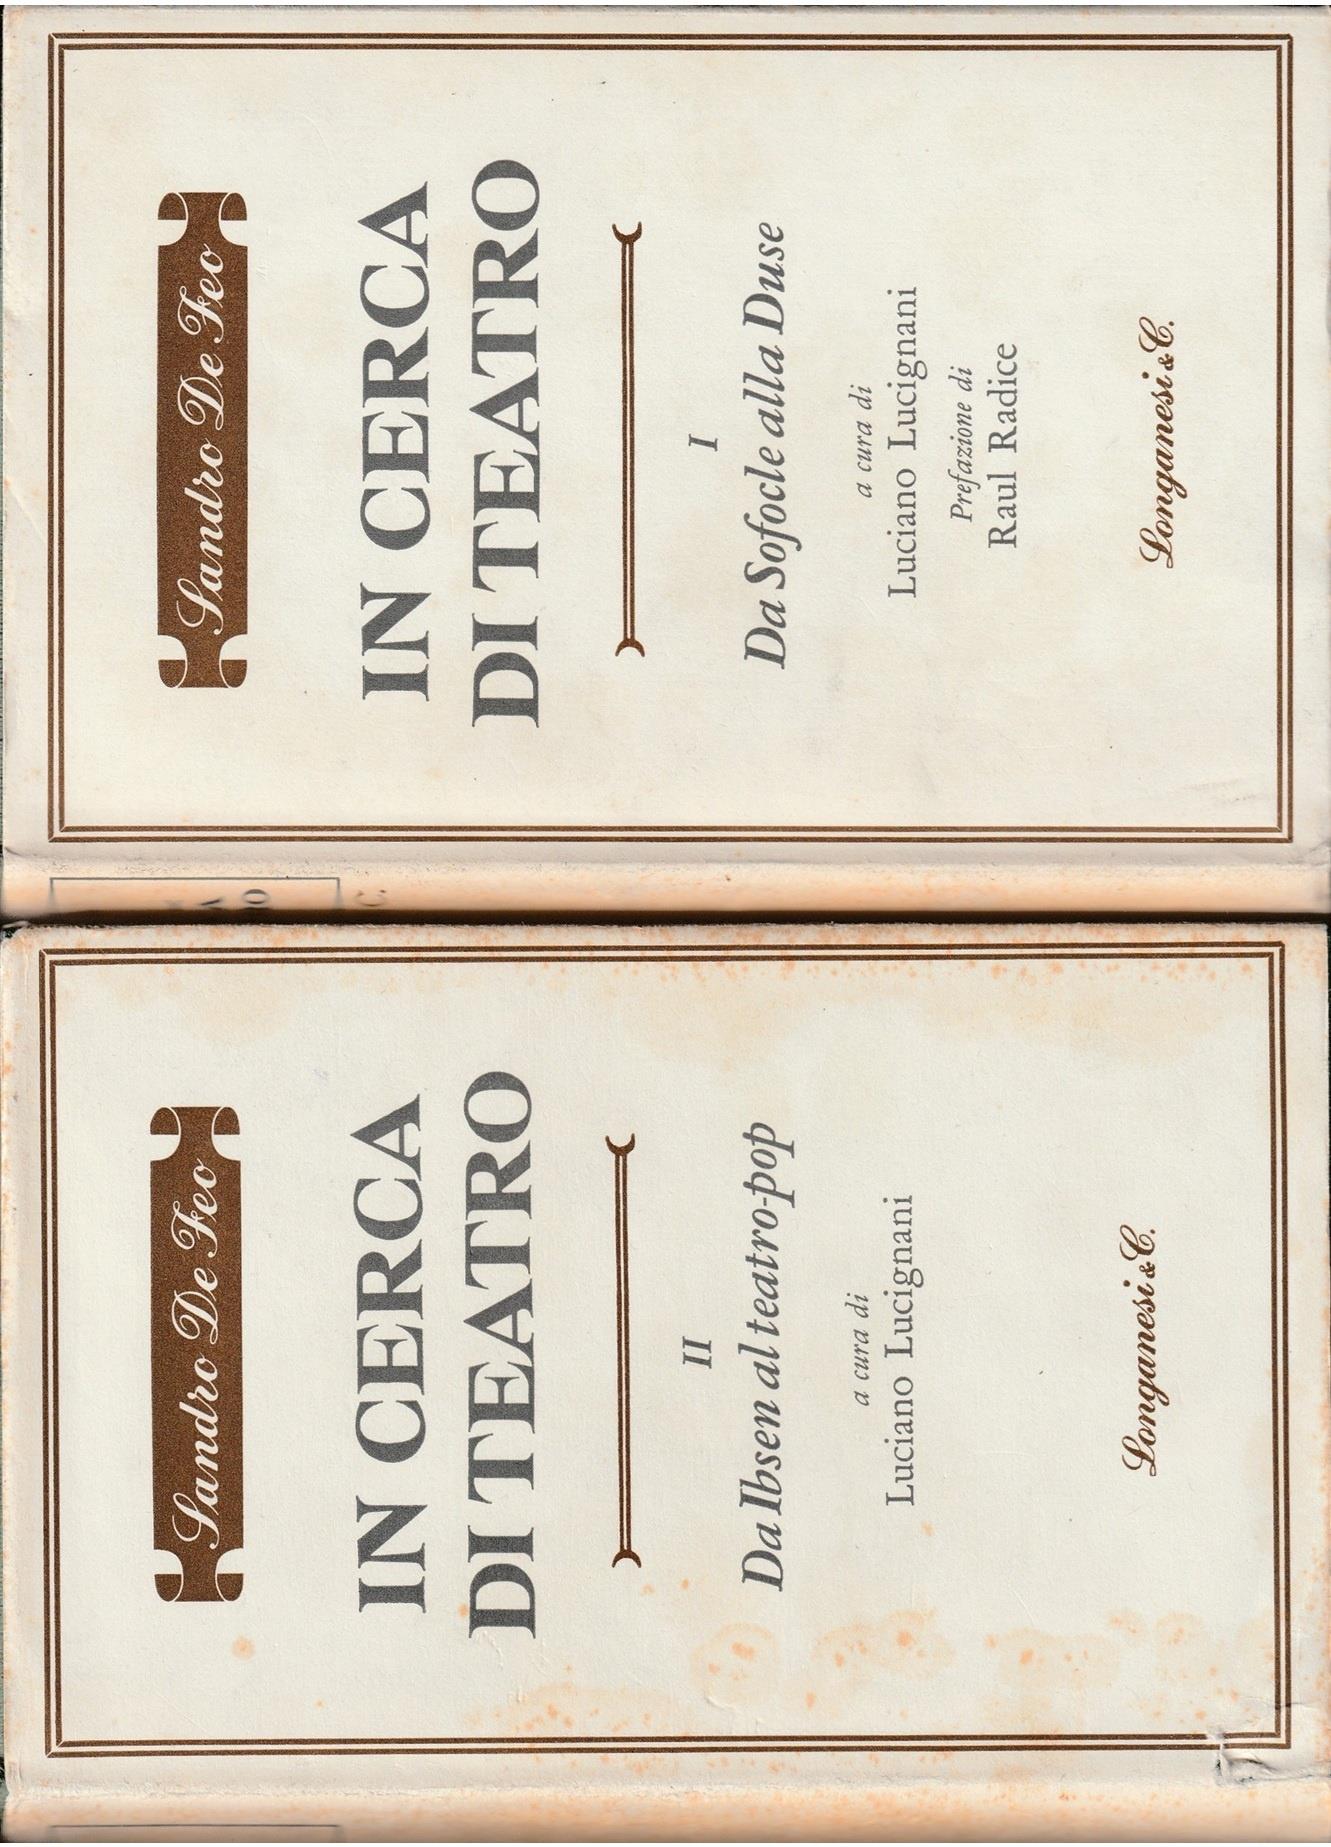 Sandro De Feo
IN CERCA
DI TEATRO
I
Da Sofocle alla Duse
a cura di
Luciano Lucignani
Prefazione di
Raul Radice
Longanesi & C.
Sandro De Feo
IN CERCA
DI TEATRO
II
Da Ibsen al teatro-pop
a cura di
Luciano Lucignani
Longanesi & C.